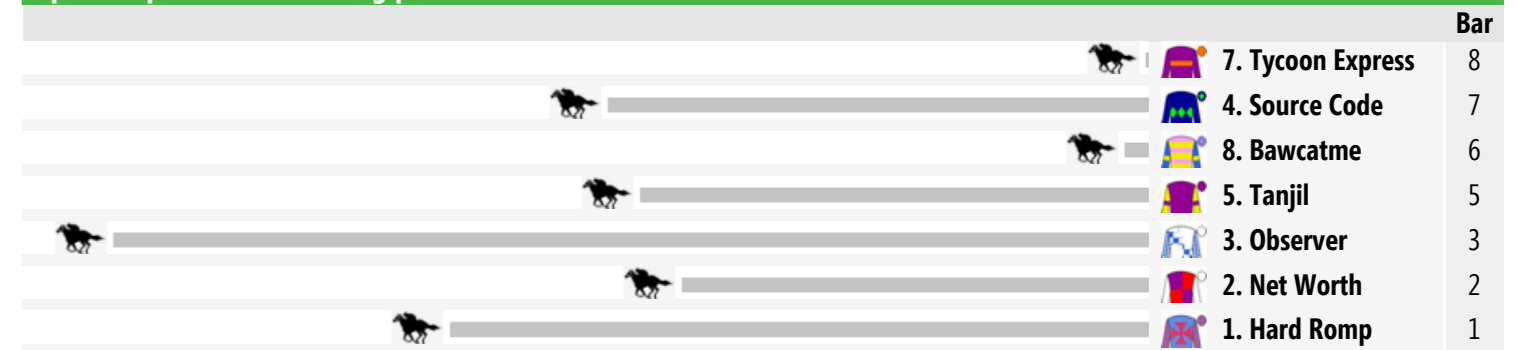 Bar
7. Tycoon Express 8
4. Source Code 7
8. Bawcatme 6
5. Tanjil 5
3. Observer 3
2. Net Worth 2
1. Hard Romp 1